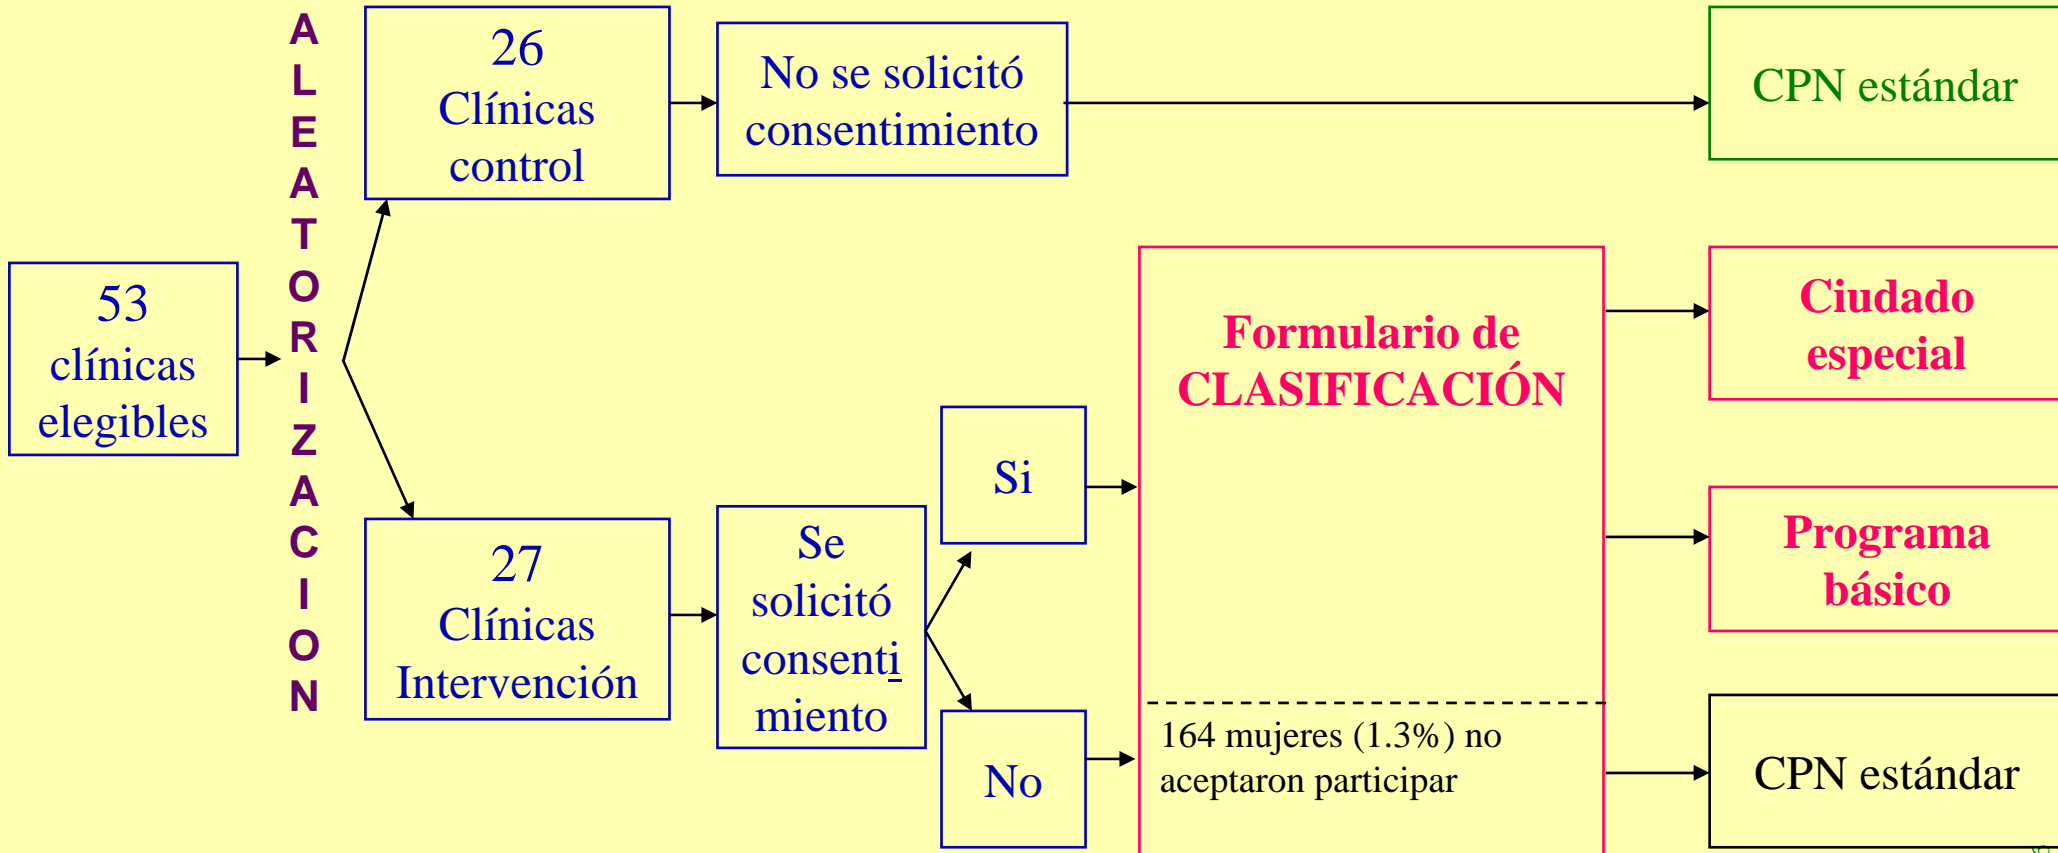 53
clínicas
elegibles
A
L
E
A
T
O
R
I
Z
A
C
I
O
N
26
Clínicas
control
No se solicitó
consentimiento
CPN estándar
27
Clínicas
Intervención
Se
solicitó
consenti
miento
Si
No
Formulario de
CLASIFICACIÓN
164 mujeres (1.3%) no
aceptaron participar
Ciudado
especial
Programa
básico
CPN estándar